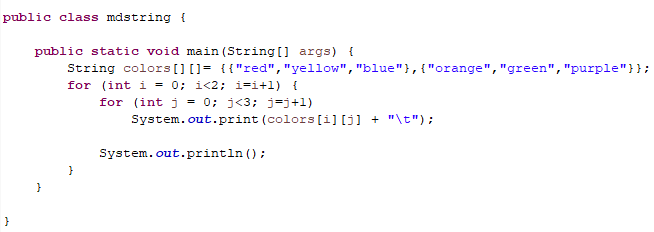 public class mdstring {
public static void main(String[] args) {
String colors[][]= {{"red","yellow","blue"},{"orange","green","purple"}};
for (int i = 0; i<2; i=i+1) {
for (int j = 0; j<3; j=j+1)
System.out.print(colors[i][j] + "\t");
System.out.println();
}
}
}